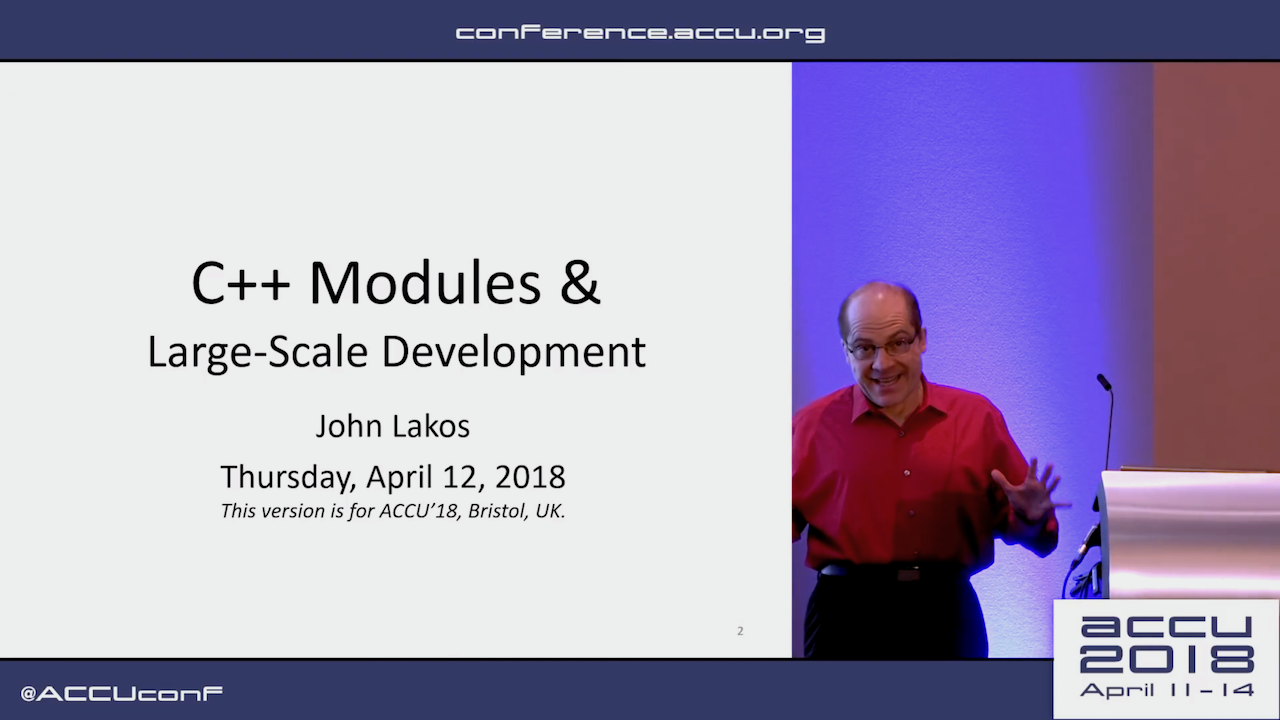 conference.accu.org
C++ Modules &
Large-Scale Development
John Lakos
Thursday, April 12, 2018
This version is for ACCU’18, Bristol, UK.
2
@ACCUconf
accu
2018
April 11-14